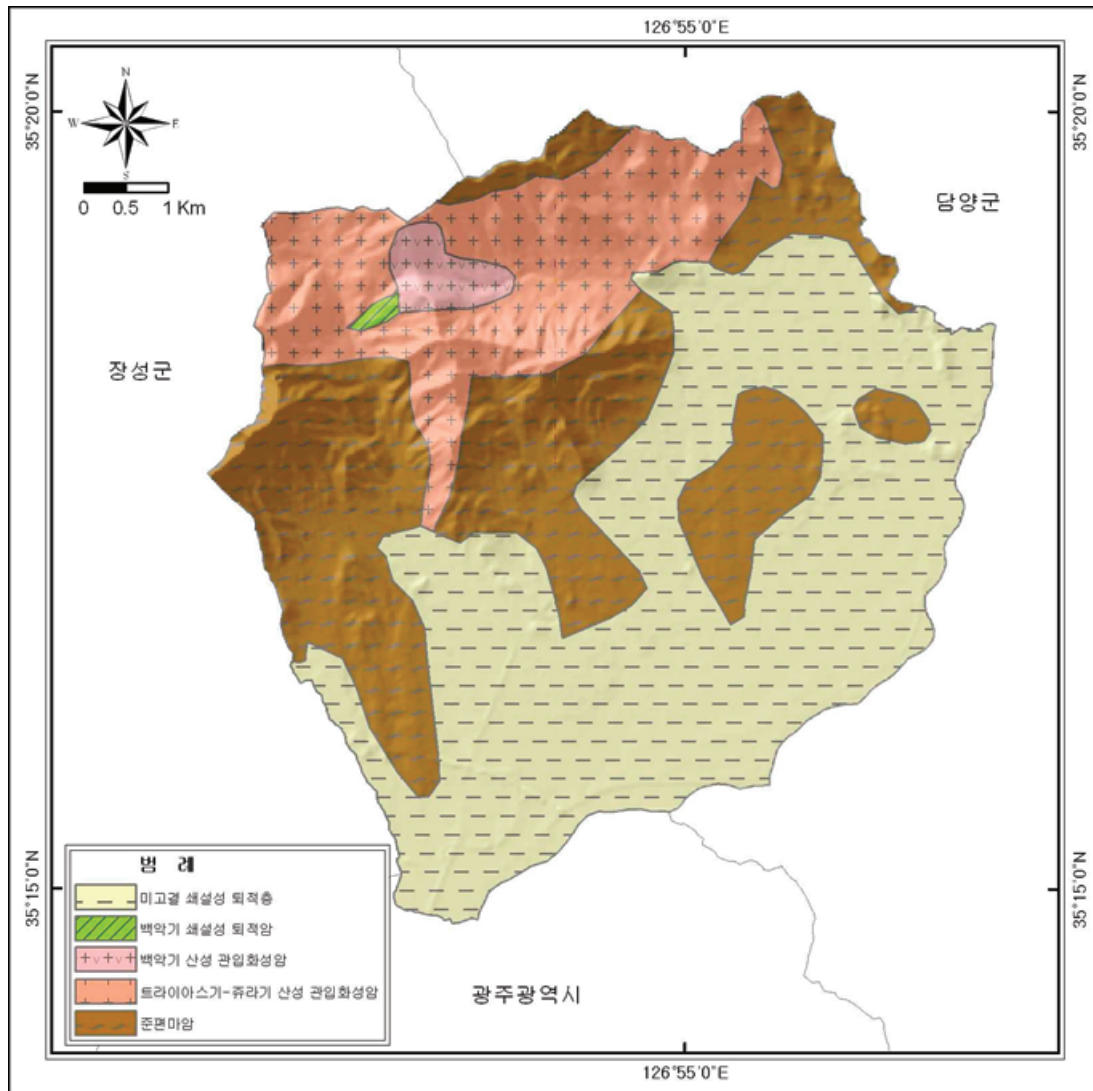 126°55'0"E
35°20'0"N
35°20'0"N
N
W
E
S
0 0.5 1 Km
담양군
장성군
35°15'0"N
35°15'0"N
범 례
미고결 쇄설성 퇴적층
백악기 쇄설성 퇴적암
백악기 산성 관입화성암
트라이아스기-쥬라기 산성 관입화성암
준편마암
광주광역시
126°55'0"E